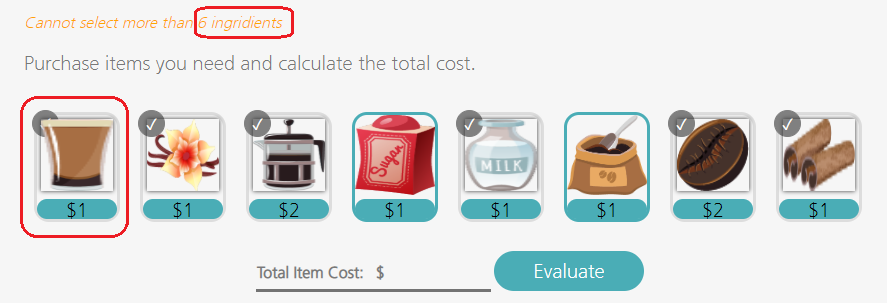 Cannot select more than 6 ingridients
Purchase items you need and calculate the total cost.
Sugar
MILK
$1
$1
$2
$1
$1
$1
$2
$1
Total Item Cost: $
Evaluate